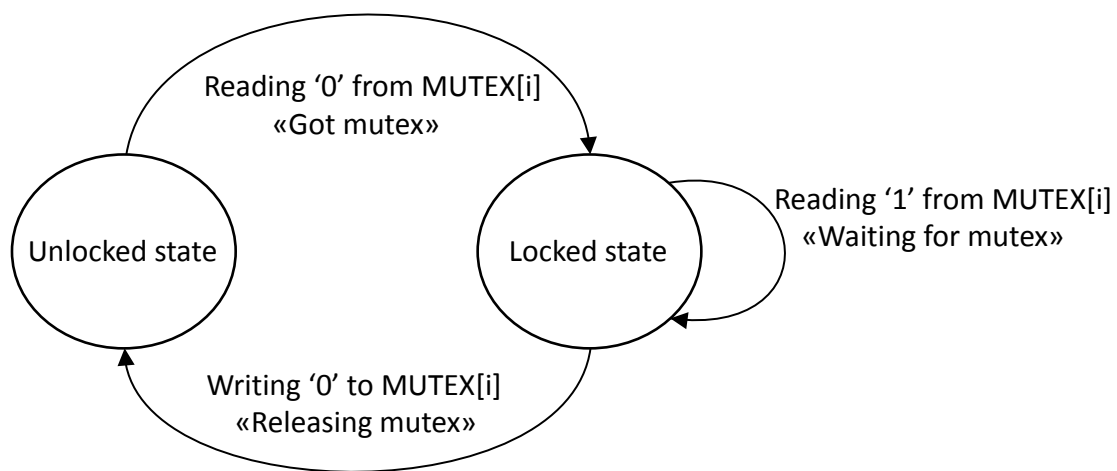 Reading ‘0’ from MUTEX[i]
«Got mutex»
Unlocked state
Locked state
Reading ‘1’ from MUTEX[i]
«Waiting for mutex»
Writing ‘0’ to MUTEX[i]
«Releasing mutex»